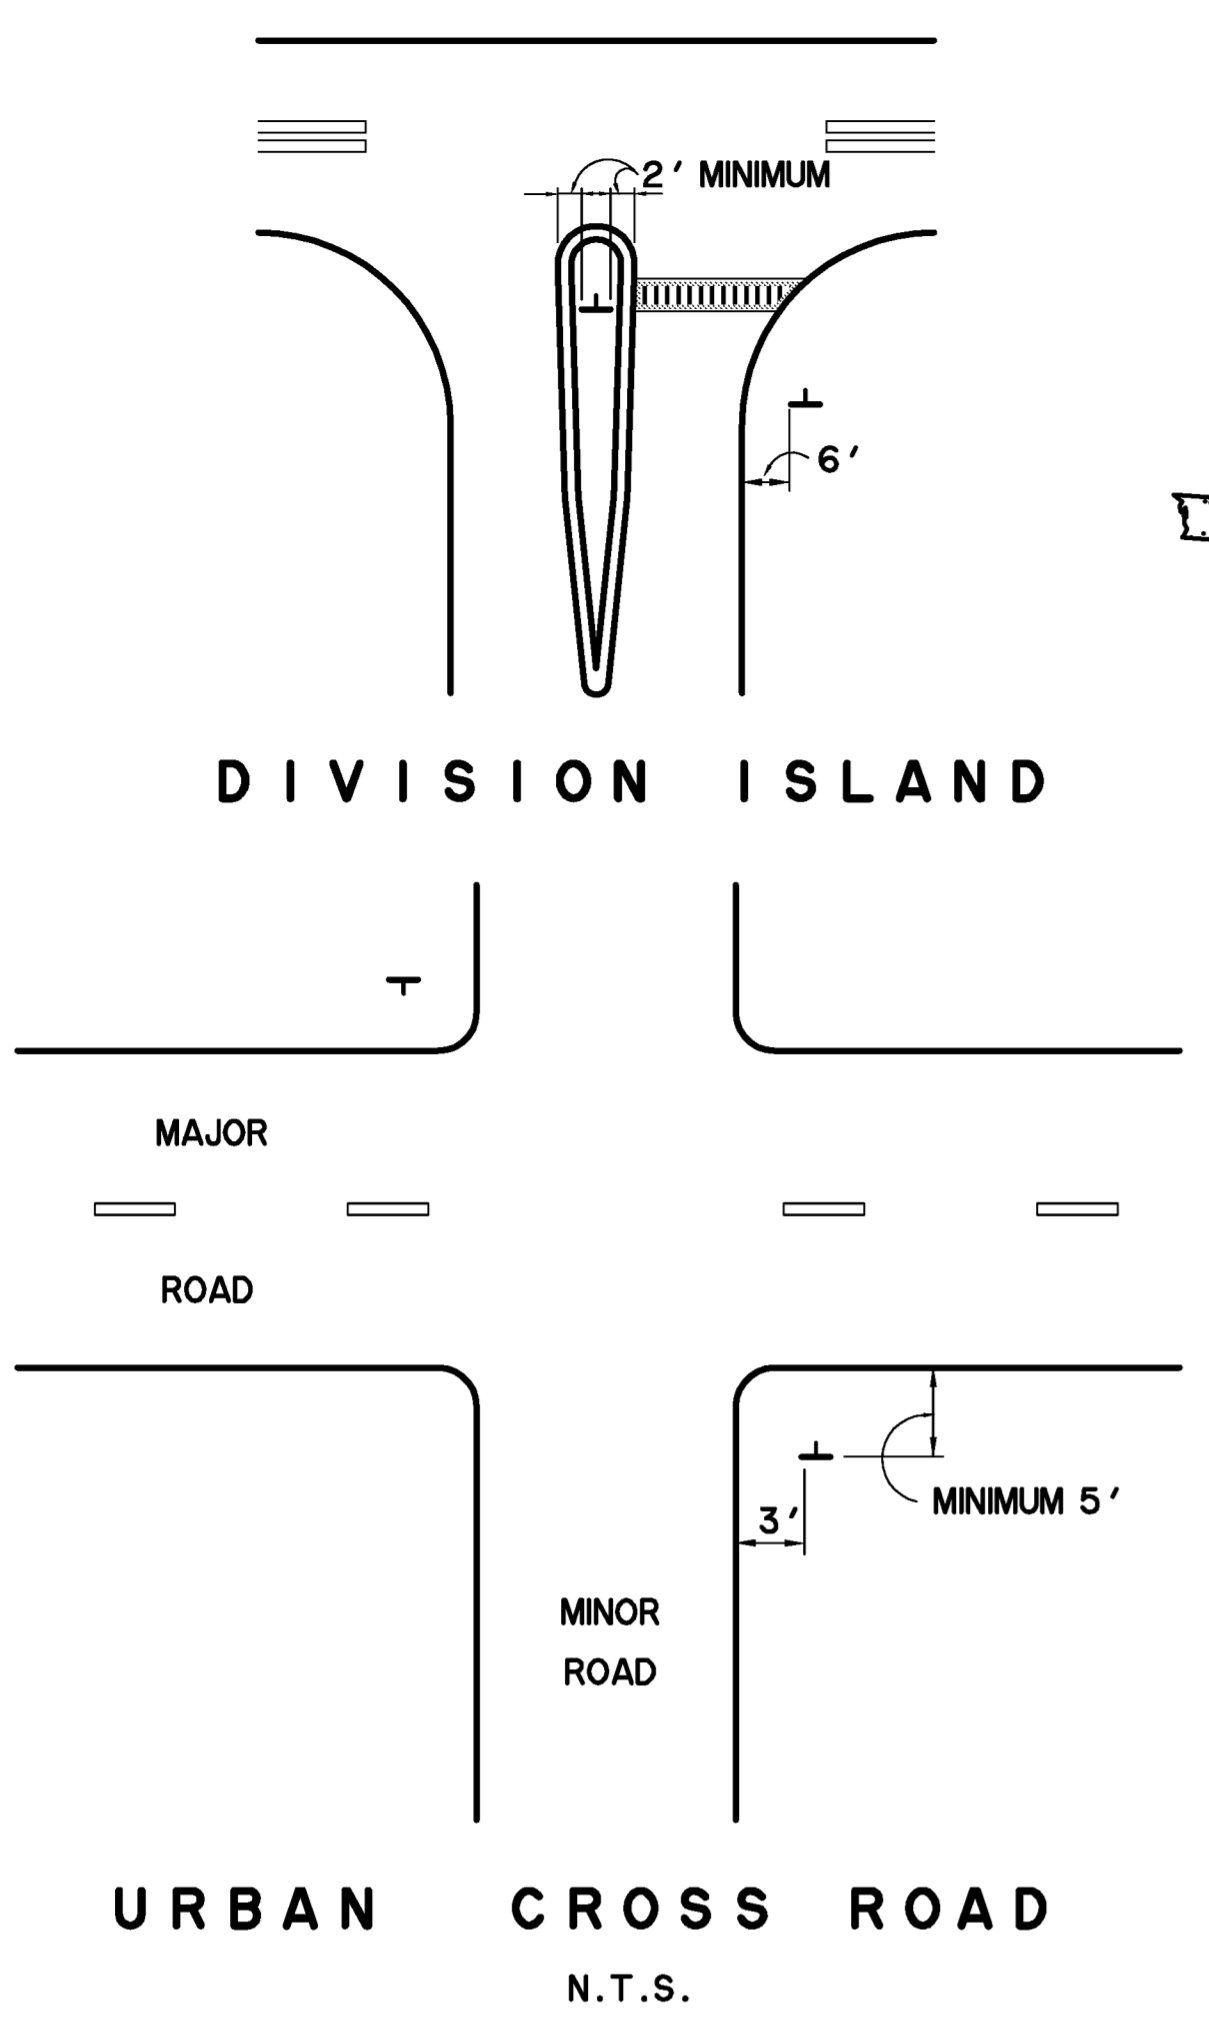 2' MINIMUM
6'
DIVISION ISLAND
MAJOR
ROAD
MINIMUM 5'
3'
MINOR
ROAD
URBAN CROSS ROAD
N.T.S.